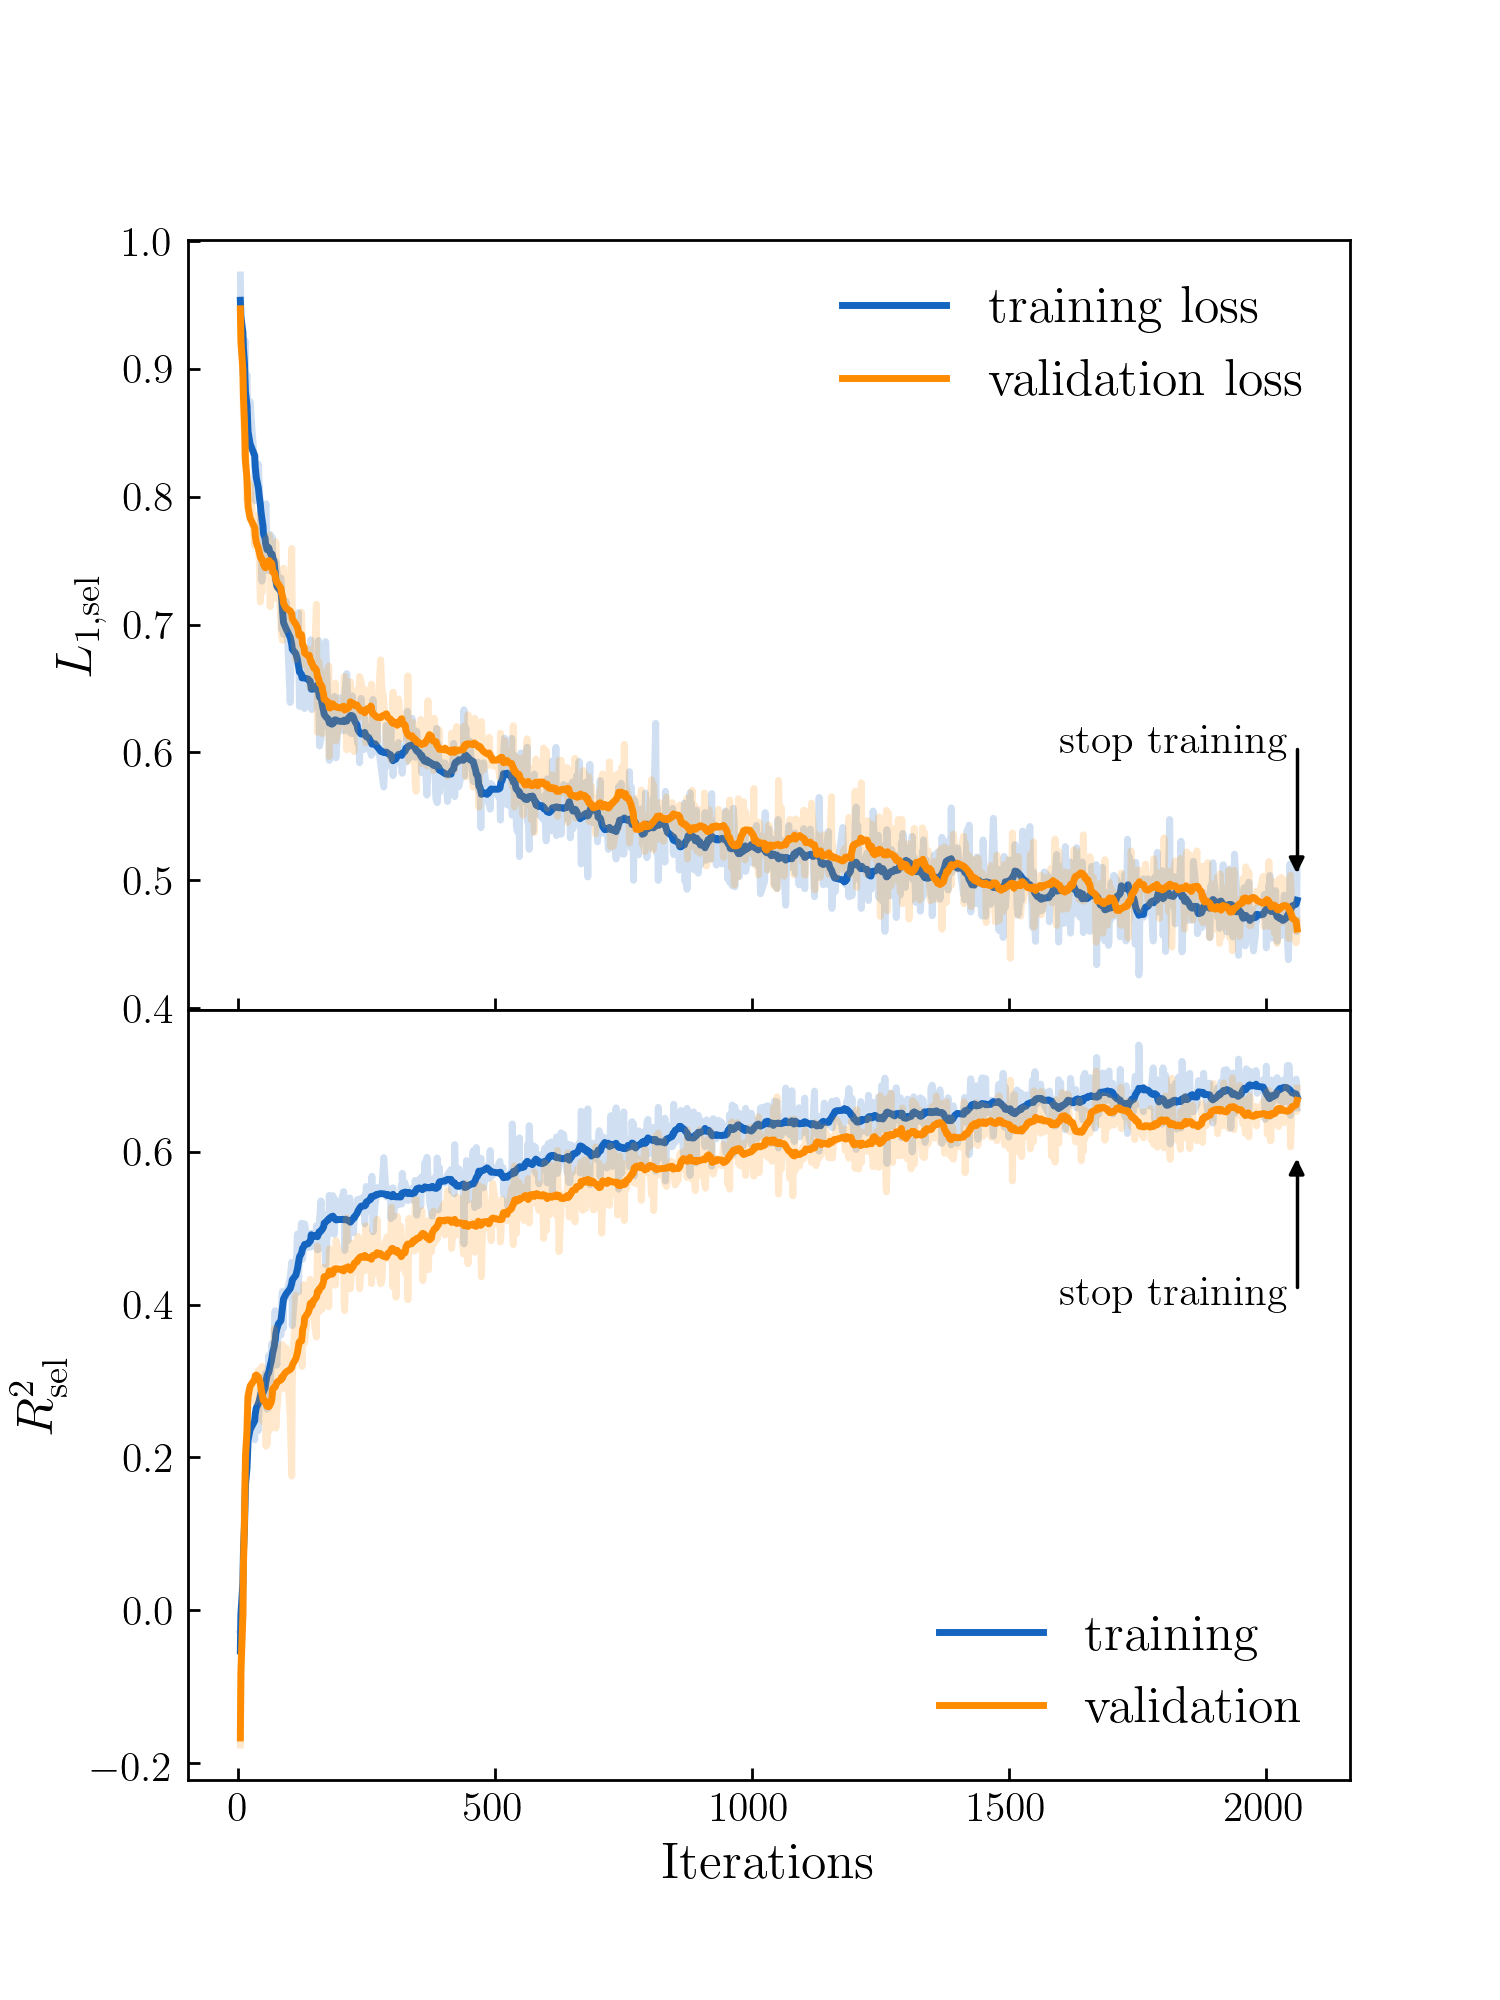 1.0
training loss
0.9
validation loss
0.8
0.7
L1,sel
0.6
stop training
0.5
0.4
0.6
0.4
stop training
R²sel
0.2
0.0
training
validation
−0.2
0 500 1000 1500 2000
Iterations